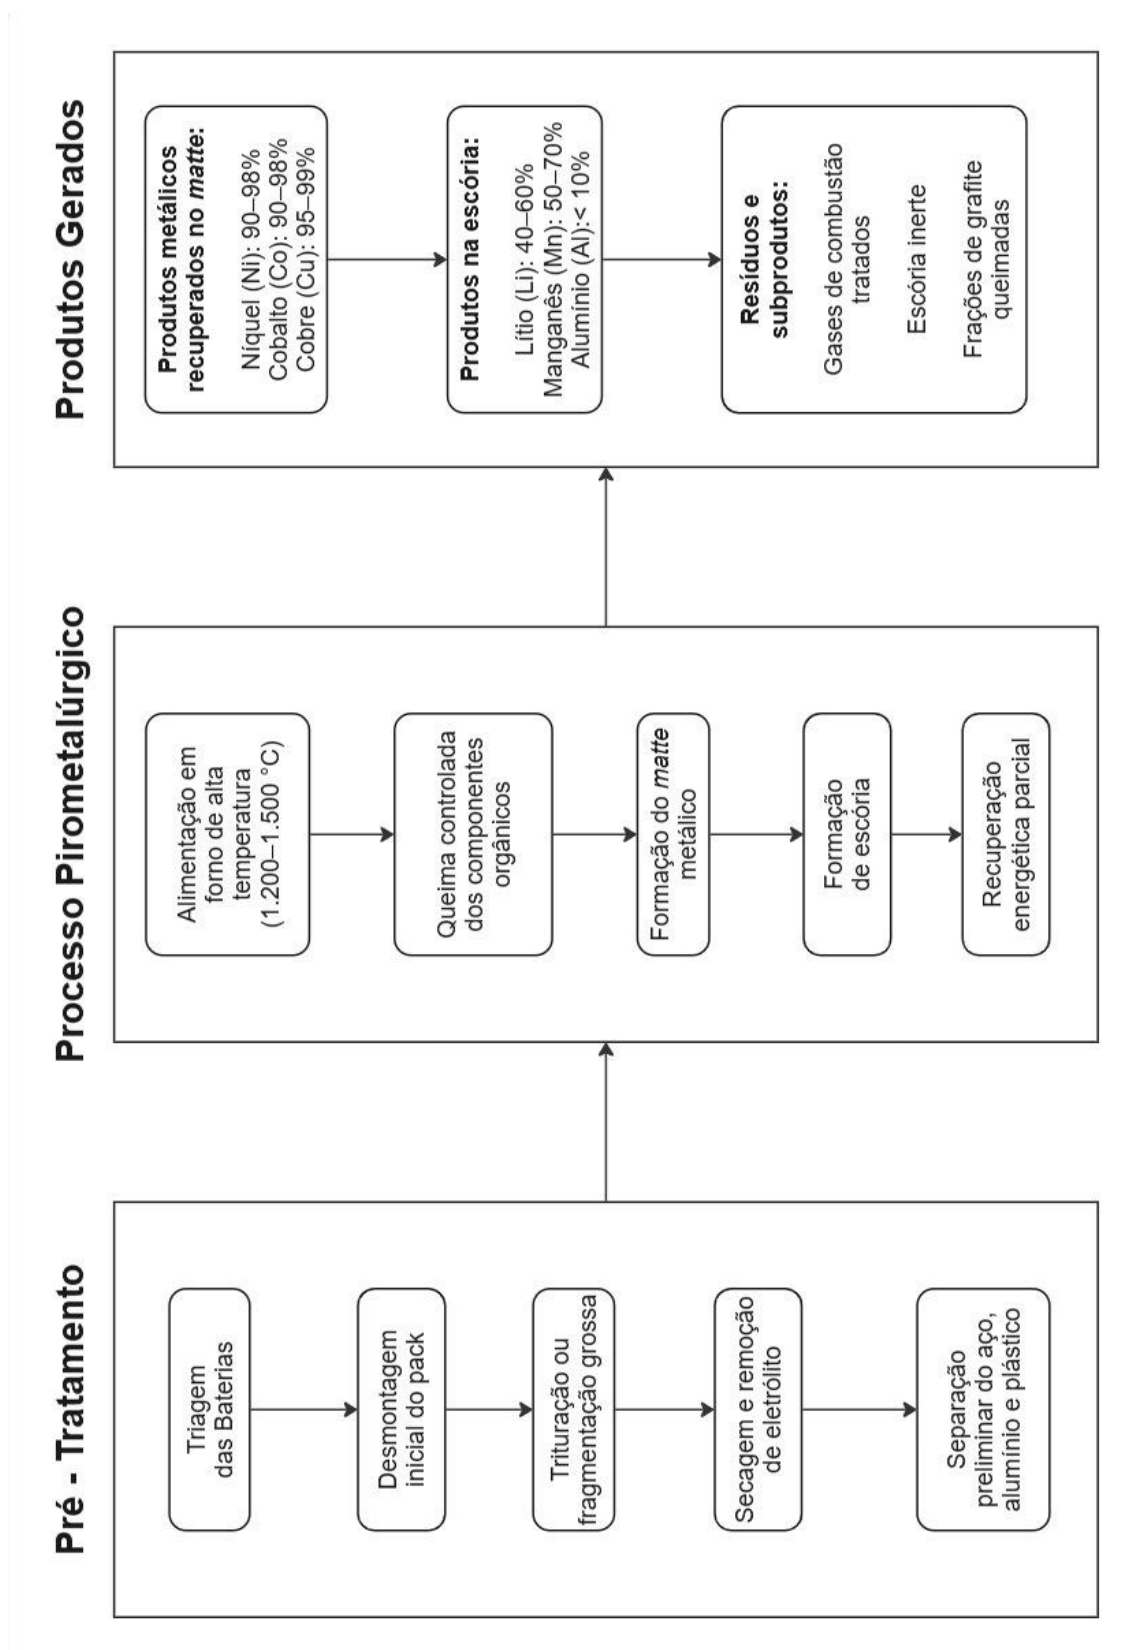 Pré - Tratamento
Triagem
das Baterias
Desmontagem
inicial do pack
Trituração ou
fragmentação grossa
Secagem e remoção
de eletrólito
Separação
preliminar do aço,
alumínio e plástico
Processo Pirometalúrgico
Alimentação em
forno de alta
temperatura
(1.200–1.500 °C)
Queima controlada
dos componentes
orgânicos
Formação do matte
metálico
Formação
de escória
Recuperação
energética parcial
Produtos Gerados
Produtos metálicos
recuperados no matte:
Níquel (Ni): 90–98%
Cobalto (Co): 90–98%
Cobre (Cu): 95–99%
Produtos na escória:
Lítio (Li): 40–60%
Manganês (Mn): 50–70%
Alumínio (Al):< 10%
Resíduos e
subprodutos:
Gases de combustão
tratados
Escória inerte
Frações de grafite
queimadas